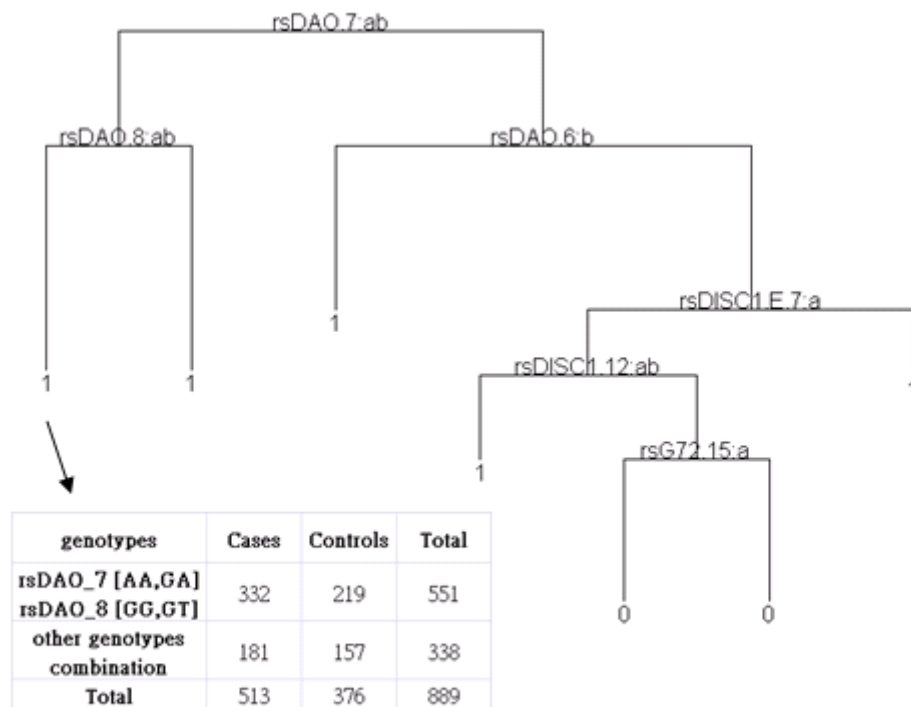 rsDAO.7:ab
rsDAO.8:ab
rsDAO.6:b
1
rsDISC1.E.7:a
1
1
rsDISC1.12:ab
1
rsG72.15:a
0
0
genotypes Cases Controls Total
rsDAO_7 [AA,GA]
rsDAO_8 [GG,GT] 332 219 551
other genotypes
combination 181 157 338
Total 513 376 889